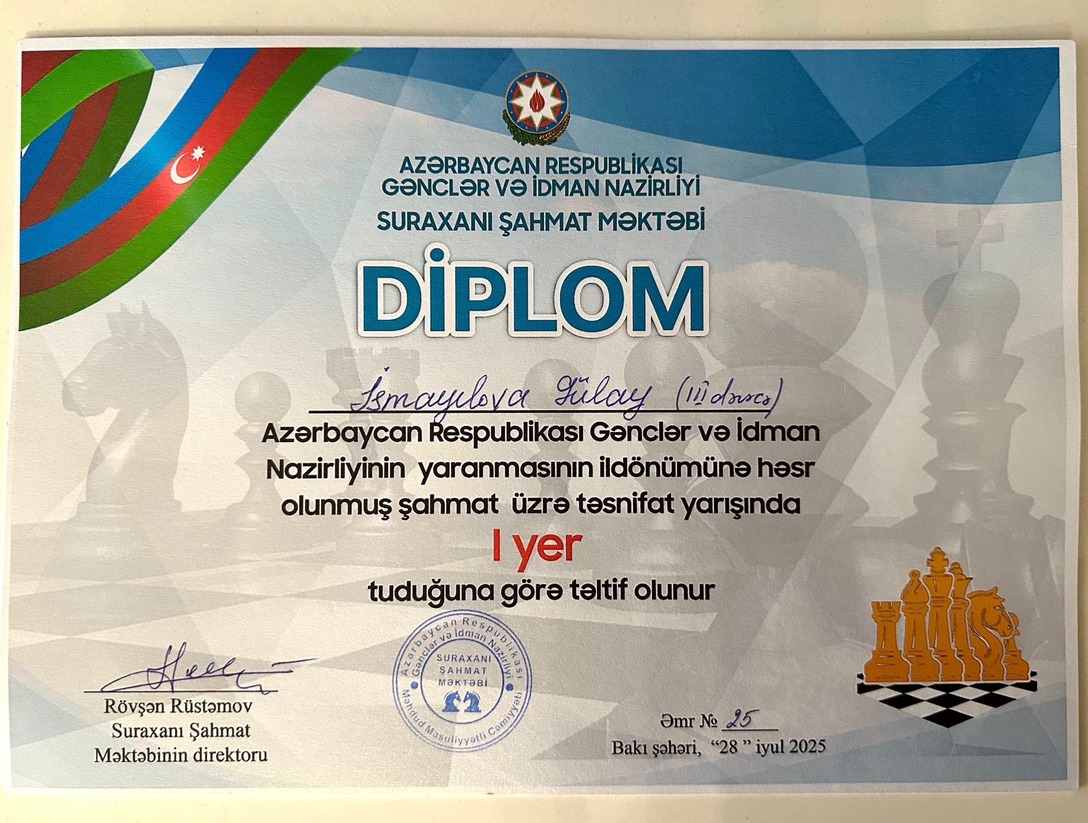 AZƏRBAYCAN RESPUBLİKASI
GƏNCLƏR VƏ İDMAN NAZİRLİYİ
SURAXANI ŞAHMAT MƏKTƏBİ
DİPLOM
İsmayılova Gülay (III dərəcə)
Azərbaycan Respublikası Gənclər və İdman
Nazirliyinin yaranmasının ildönümünə həsr
olunmuş şahmat üzrə təsnifat yarışında
I yer
tuduğuna görə təltif olunur
Azərbaycan Respublikası
Gənclər və İdman Nazirliyi
SURAXANI
ŞAHMAT
MƏKTƏBİ
Məhdud Məsuliyyətli Cəmiyyəti
Rövşən Rüstəmov
Suraxanı Şahmat
Məktəbinin direktoru
Əmr № 25
Bakı şəhəri, “28 ” iyul 2025